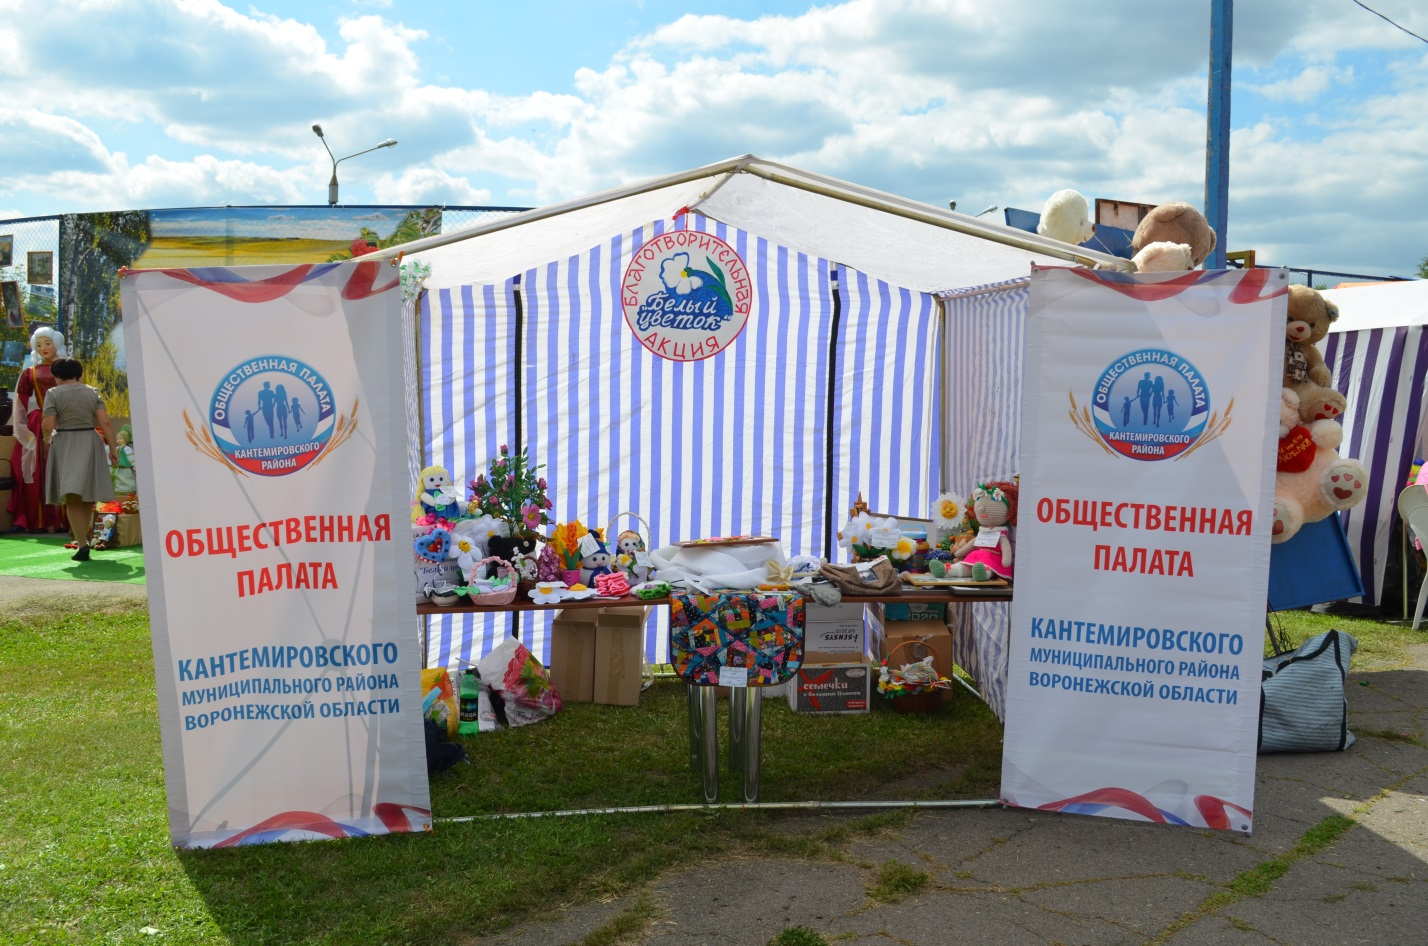 ОБЩЕСТВЕННАЯ ПАЛАТА
КАНТЕМИРОВСКОГО
РАЙОНА
ОБЩЕСТВЕННАЯ
ПАЛАТА
КАНТЕМИРОВСКОГО
МУНИЦИПАЛЬНОГО РАЙОНА
ВОРОНЕЖСКОЙ ОБЛАСТИ
БЛАГОТВОРИТЕЛЬНАЯ
"Белый
цветок"
АКЦИЯ
семечки
ОБЩЕСТВЕННАЯ ПАЛАТА
КАНТЕМИРОВСКОГО
РАЙОНА
ОБЩЕСТВЕННАЯ
ПАЛАТА
КАНТЕМИРОВСКОГО
МУНИЦИПАЛЬНОГО РАЙОНА
ВОРОНЕЖСКОЙ ОБЛАСТИ